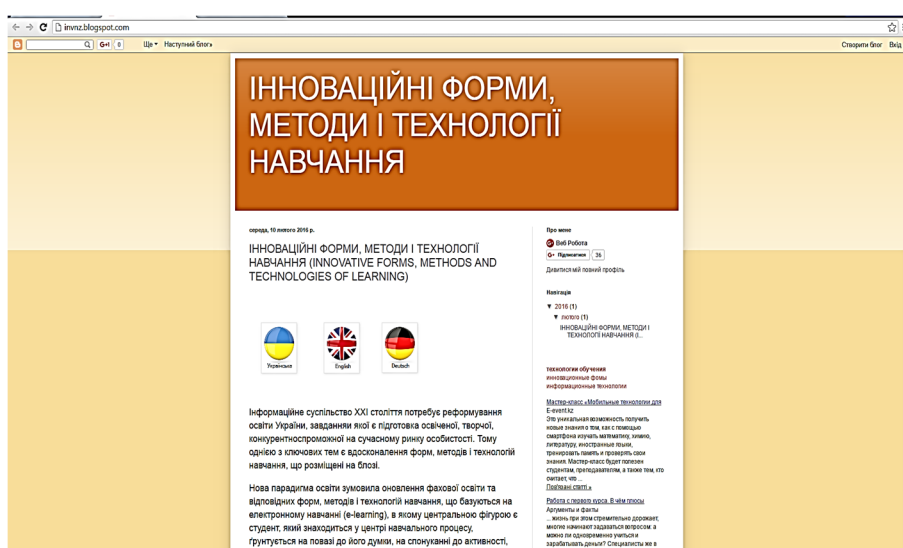 invnz.blogspot.com
G+1 0 Ще Наступний блог» Створити блог Вхід
ІННОВАЦІЙНІ ФОРМИ,
МЕТОДИ І ТЕХНОЛОГІЇ
НАВЧАННЯ
середа, 10 лютого 2016 р.
ІННОВАЦІЙНІ ФОРМИ, МЕТОДИ І ТЕХНОЛОГІЇ
НАВЧАННЯ (INNOVATIVE FORMS, METHODS AND
TECHNOLOGIES OF LEARNING)
Українська English Deutsch
Інформаційне суспільство XXI століття потребує реформування
освіти України, завданням якої є підготовка освіченої, творчої,
конкурентноспроможної на сучасному ринку особистості. Тому
однією з ключових тем є вдосконалення форм, методів і технологій
навчання, що розміщені на блозі.
Нова парадигма освіти зумовила оновлення фахової освіти та
відповідних форм, методів і технологій навчання, що базуються на
електронному навчанні (e-learning), в якому центральною фігурою є
студент, який знаходиться у центрі навчального процесу,
ґрунтується на повазі до його думки, на спонуканні до активності,
Про мене
Веб Робота
G+ Підписатися 36
Дивитися мій повний профіль
Навігація
▼ 2016 (1)
▼ лютого (1)
ІННОВАЦІЙНІ ФОРМИ, МЕТОДИ І
ТЕХНОЛОГІЇ НАВЧАННЯ (I...
технологии обучения
инновационные фомы
информационные технологии
Мастер-класс «Мобильные технологии для
E-event.kz
Это уникальная возможность получить
новые знания о том, как с помощью
смартфона изучать математику, химию,
литературу, иностранные языки,
тренировать память и проверять свои
знания. Мастер-класс будет полезен
студентам, преподавателям, а также тем, кто
считает, что ...
Пов'язані статті »
Работа с первого курса. В чём плюсы
Аргументы и факты
... жизнь при этом стремительно дорожает,
многие начинают задаваться вопросом: а
можно ли одновременно учиться и
зарабатывать деньги? Специалисты же в